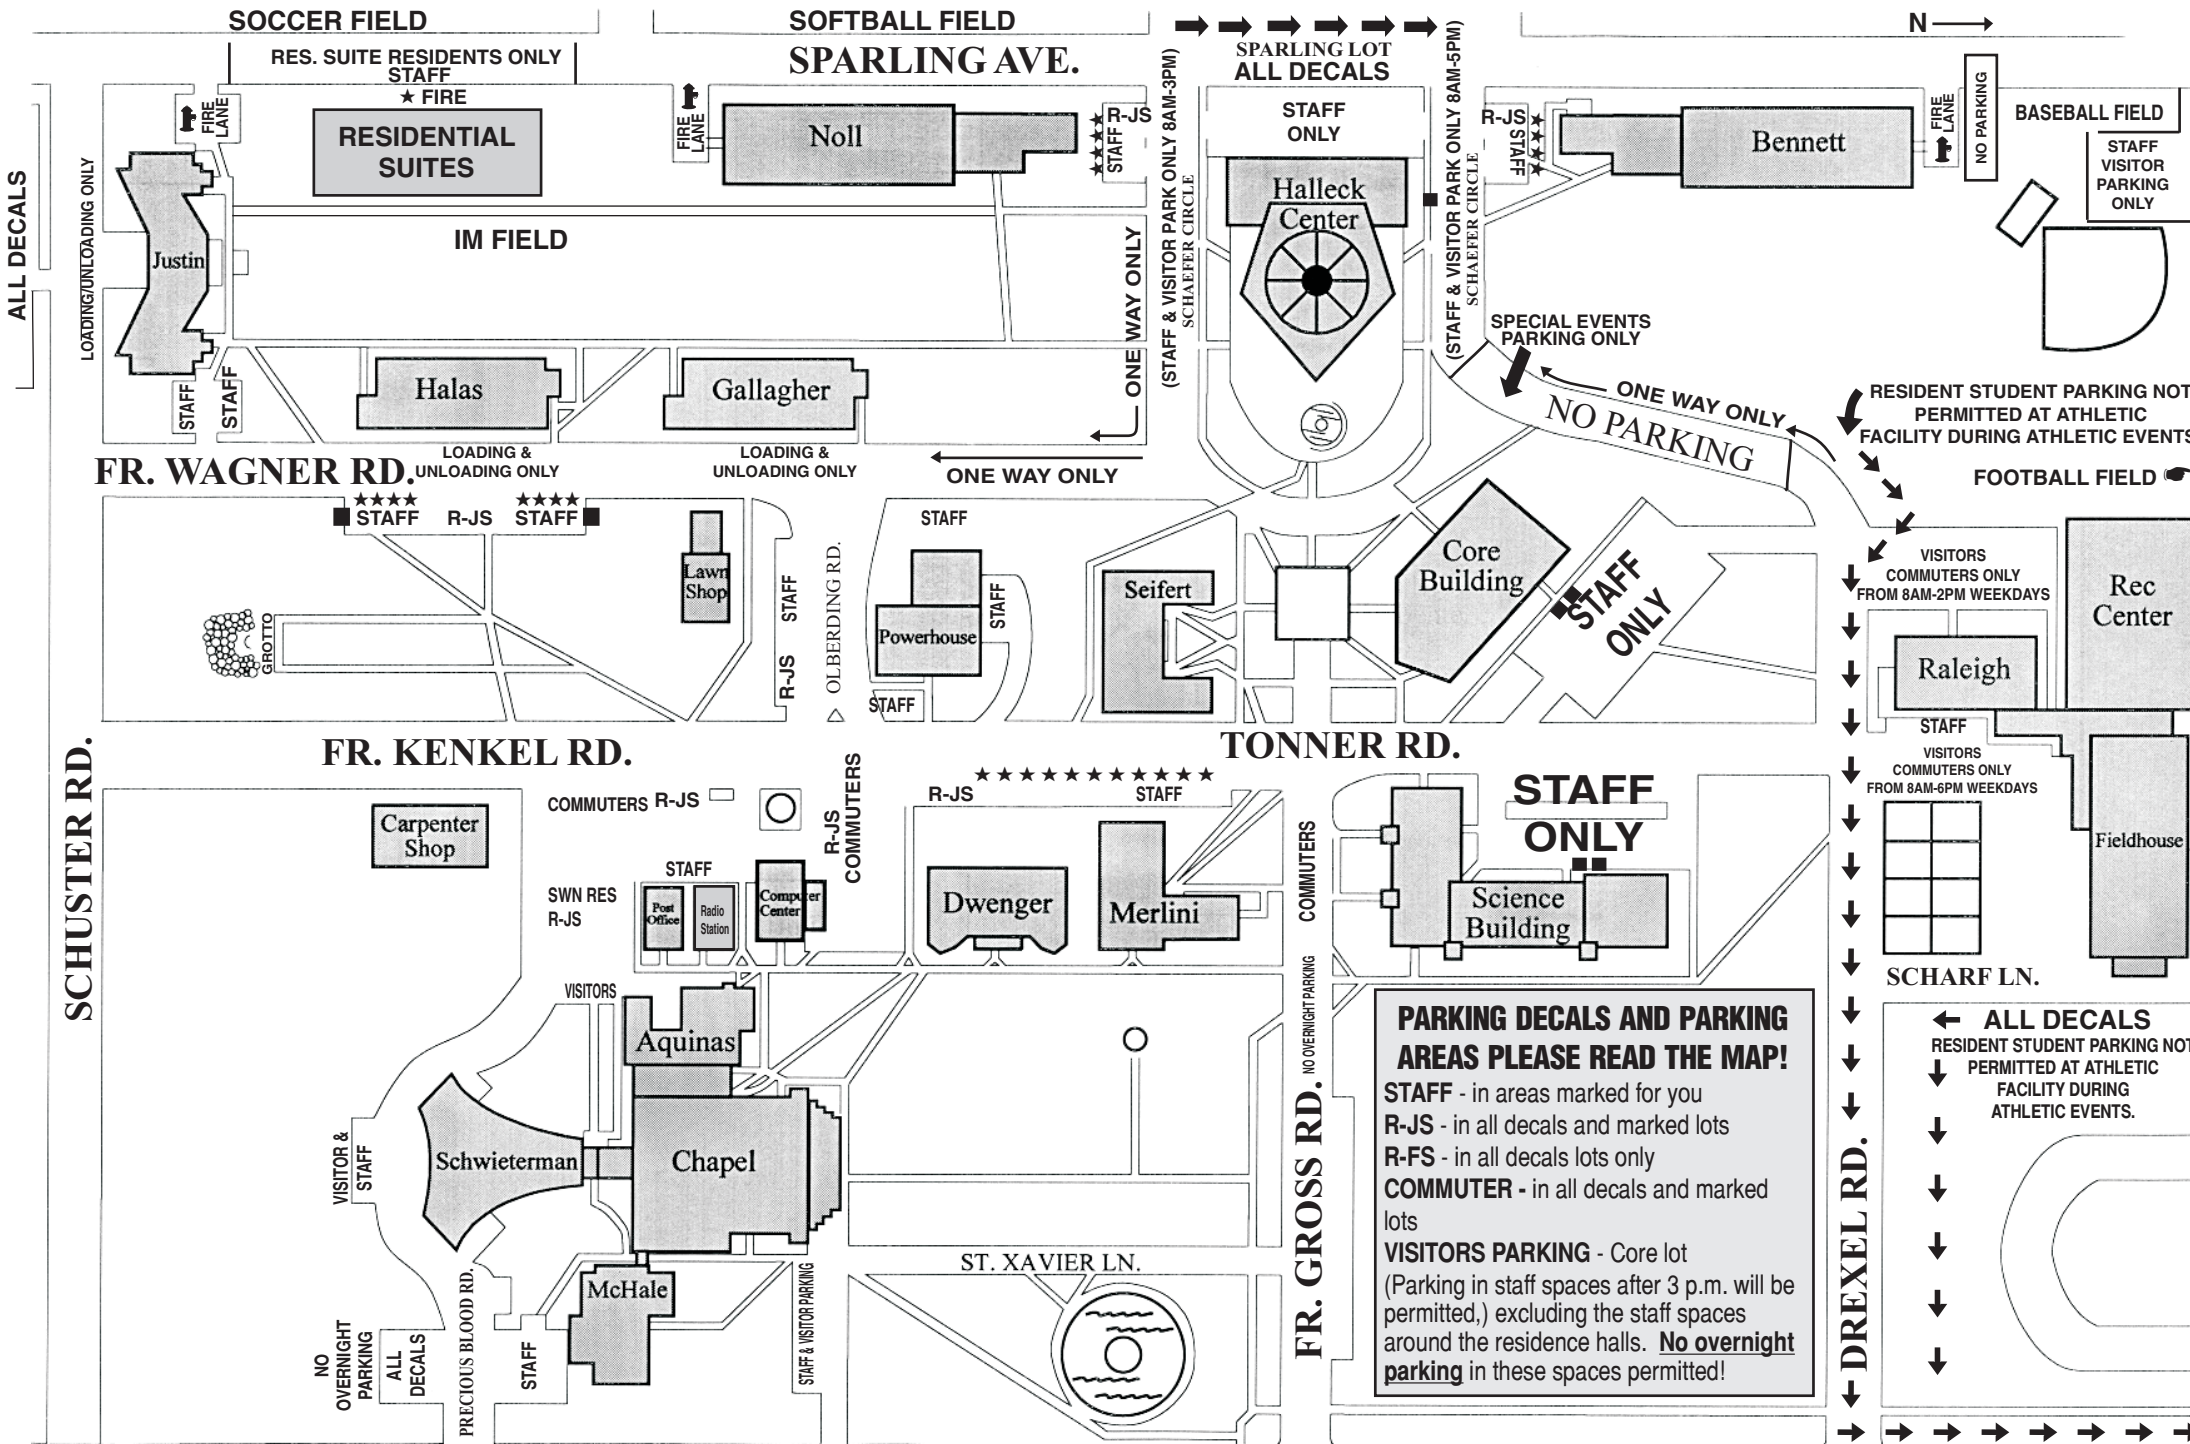 SOCCER FIELD
SOFTBALL FIELD
N
RES. SUITE RESIDENTS ONLY
STAFF
★ FIRE
SPARLING AVE.
SPARLING LOT
ALL DECALS
FIRE
LANE
RESIDENTIAL
SUITES
FIRE
LANE
Noll
R-JS
STAFF
(STAFF & VISITOR PARK ONLY 8AM-3PM)
SCHAEFER CIRCLE
STAFF
ONLY
(STAFF & VISITOR PARK ONLY 8AM-5PM)
SCHAEFER CIRCLE
R-JS
STAFF
Bennett
FIRE
LANE
NO PARKING
BASEBALL FIELD
STAFF
VISITOR
PARKING
ONLY
ALL DECALS
LOADING/UNLOADING ONLY
Justin
IM FIELD
Halleck
Center
ONE WAY ONLY
SPECIAL EVENTS
PARKING ONLY
ONE WAY ONLY
NO PARKING
RESIDENT STUDENT PARKING NOT
PERMITTED AT ATHLETIC
FACILITY DURING ATHLETIC EVENTS
FOOTBALL FIELD
STAFF
STAFF
Halas
Gallagher
LOADING &
UNLOADING ONLY
LOADING &
UNLOADING ONLY
FR. WAGNER RD.
ONE WAY ONLY
★★★★
STAFF
R-JS
★★★★
STAFF
Lawn
Shop
STAFF
R-JS
OLBERDING RD.
STAFF
Powerhouse
STAFF
STAFF
Seifert
Core
Building
STAFF
ONLY
VISITORS
COMMUTERS ONLY
FROM 8AM-2PM WEEKDAYS
Rec
Center
Raleigh
STAFF
VISITORS
COMMUTERS ONLY
FROM 8AM-6PM WEEKDAYS
Fieldhouse
GROTTO
FR. KENKEL RD.
TONNER RD.
SCHUSTER RD.
Carpenter
Shop
COMMUTERS R-JS
R-JS
COMMUTERS
R-JS
★★★★★★★★★★★
STAFF
COMMUTERS
STAFF
ONLY
STAFF
SWN RES
R-JS
Post
Office
Radio
Station
Computer
Center
Dwenger
Merlini
Science
Building
SCHARF LN.
VISITORS
Aquinas
NO OVERNIGHT PARKING
FR. GROSS RD.
PARKING DECALS AND PARKING
AREAS PLEASE READ THE MAP!
STAFF - in areas marked for you
R-JS - in all decals and marked lots
R-FS - in all decals lots only
COMMUTER - in all decals and marked
lots
VISITORS PARKING - Core lot
(Parking in staff spaces after 3 p.m. will be
permitted,) excluding the staff spaces
around the residence halls. No overnight
parking in these spaces permitted!
ALL DECALS
RESIDENT STUDENT PARKING NOT
PERMITTED AT ATHLETIC
FACILITY DURING
ATHLETIC EVENTS.
DREXEL RD.
VISITOR &
STAFF
Schwieterman
Chapel
McHale
ST. XAVIER LN.
NO
OVERNIGHT
PARKING
ALL
DECALS
PRECIOUS BLOOD RD.
STAFF
STAFF & VISITOR PARKING